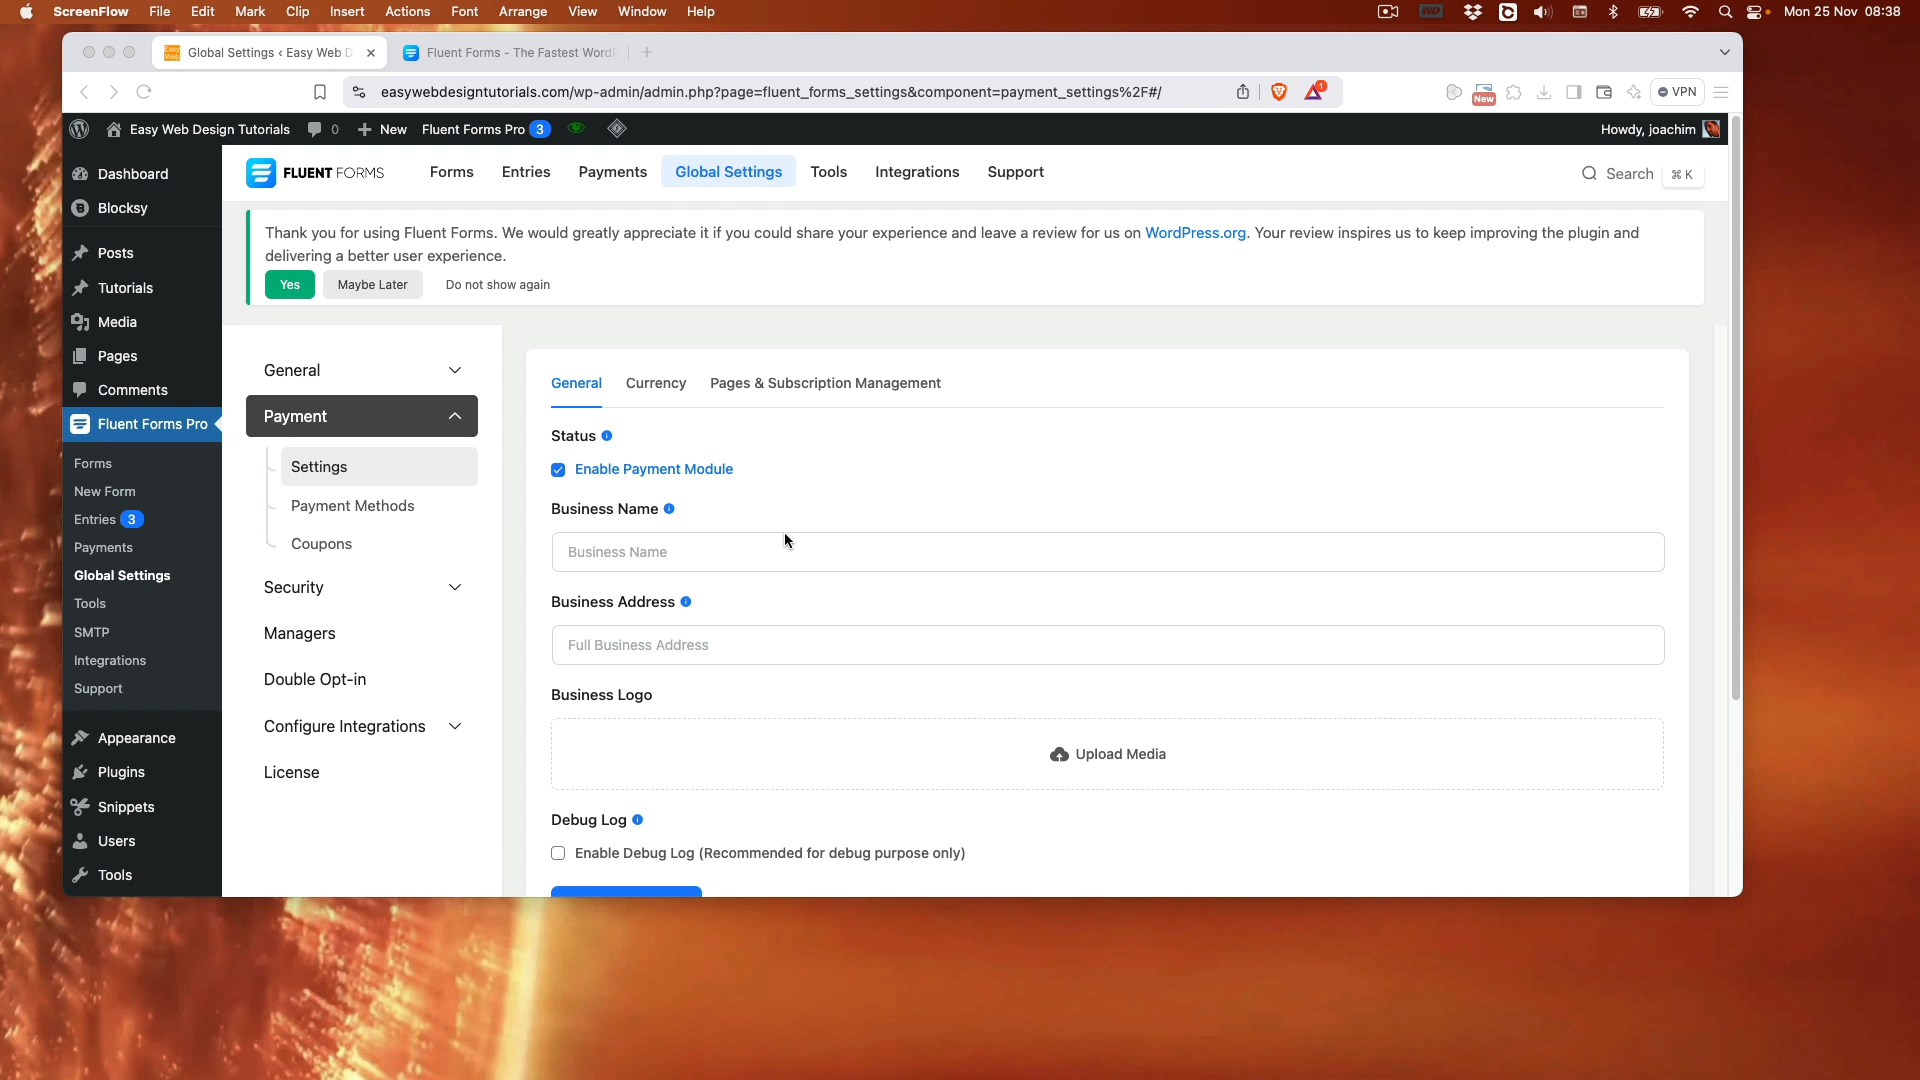 ScreenFlow File Edit Mark Clip Insert Actions Font Arrange View Window Help Mon 25 Nov 08:38
Global Settings ‹ Easy Web D
Fluent Forms - The Fastest WordP
easywebdesigntutorials.com/wp-admin/admin.php?page=fluent_forms_settings&component=payment_settings%2F#/
1
New
VPN
Easy Web Design Tutorials 0 New Fluent Forms Pro 3
Howdy, joachim
Dashboard
Blocksy
Posts
Tutorials
Media
Pages
Comments
Fluent Forms Pro
Forms
New Form
Entries 3
Payments
Global Settings
Tools
SMTP
Integrations
Support
Appearance
Plugins
Snippets
Users
Tools
FLUENT FORMS
Forms Entries Payments Global Settings Tools Integrations Support
Search ⌘ K
Thank you for using Fluent Forms. We would greatly appreciate it if you could share your experience and leave a review for us on WordPress.org. Your review inspires us to keep improving the plugin and
delivering a better user experience.
Yes Maybe Later Do not show again
General
Payment
Settings
Payment Methods
Coupons
Security
Managers
Double Opt-in
Configure Integrations
License
General Currency Pages & Subscription Management
Status
Enable Payment Module
Business Name
Business Name
Business Address
Full Business Address
Business Logo
Upload Media
Debug Log
Enable Debug Log (Recommended for debug purpose only)